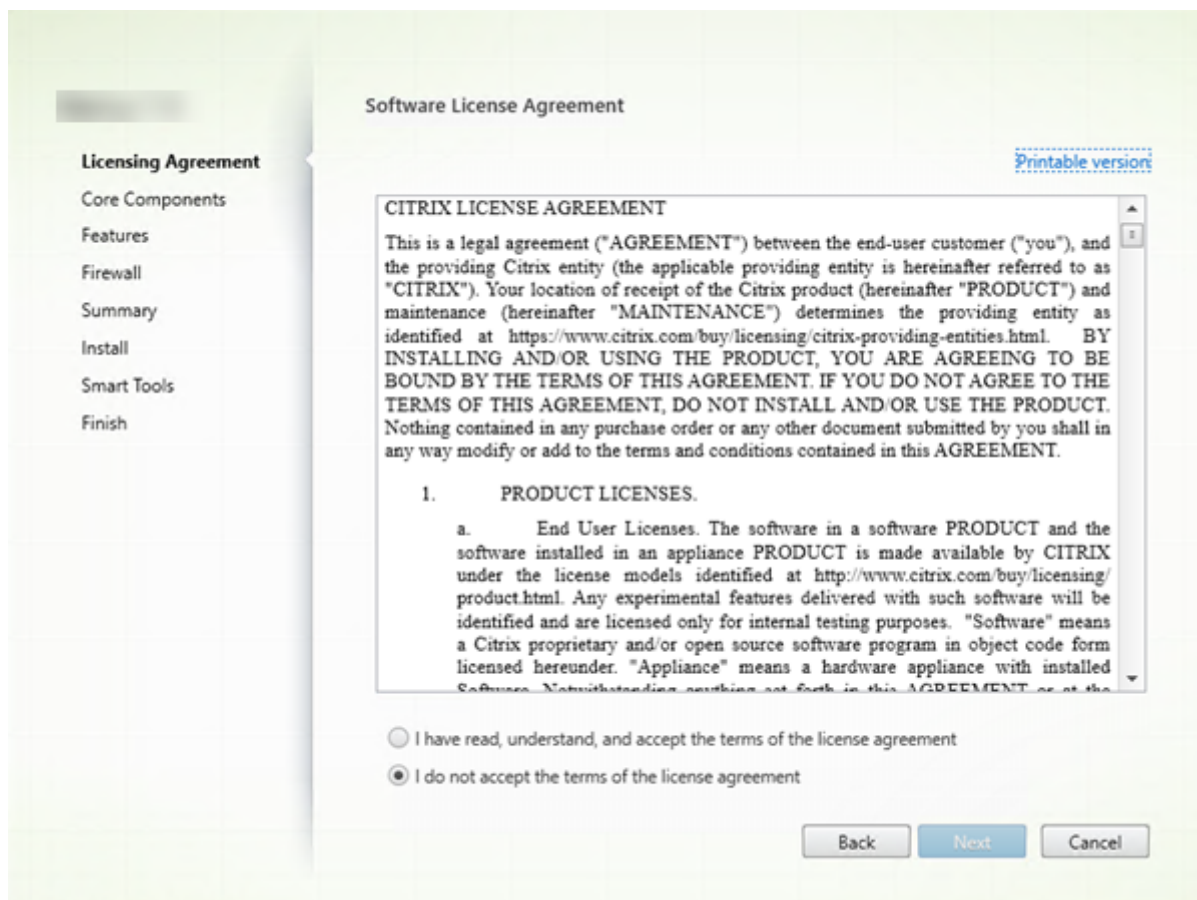 Software License Agreement
Licensing Agreement
Core Components
Features
Firewall
Summary
Install
Smart Tools
Finish
Printable version
CITRIX LICENSE AGREEMENT
This is a legal agreement ("AGREEMENT") between the end-user customer ("you"), and
the providing Citrix entity (the applicable providing entity is hereinafter referred to as
"CITRIX"). Your location of receipt of the Citrix product (hereinafter "PRODUCT") and
maintenance (hereinafter "MAINTENANCE") determines the providing entity as
identified at https://www.citrix.com/buy/licensing/citrix-providing-entities.html. BY
INSTALLING AND/OR USING THE PRODUCT, YOU ARE AGREEING TO BE
BOUND BY THE TERMS OF THIS AGREEMENT. IF YOU DO NOT AGREE TO THE
TERMS OF THIS AGREEMENT, DO NOT INSTALL AND/OR USE THE PRODUCT.
Nothing contained in any purchase order or any other document submitted by you shall in
any way modify or add to the terms and conditions contained in this AGREEMENT.
1. PRODUCT LICENSES.
a. End User Licenses. The software in a software PRODUCT and the
software installed in an appliance PRODUCT is made available by CITRIX
under the license models identified at http://www.citrix.com/buy/licensing/
product.html. Any experimental features delivered with such software will be
identified and are licensed only for internal testing purposes. "Software" means
a Citrix proprietary and/or open source software program in object code form
licensed hereunder. "Appliance" means a hardware appliance with installed
Software. Notwithstanding anything set forth in this AGREEMENT or at the
I have read, understand, and accept the terms of the license agreement
I do not accept the terms of the license agreement
Back
Next
Cancel